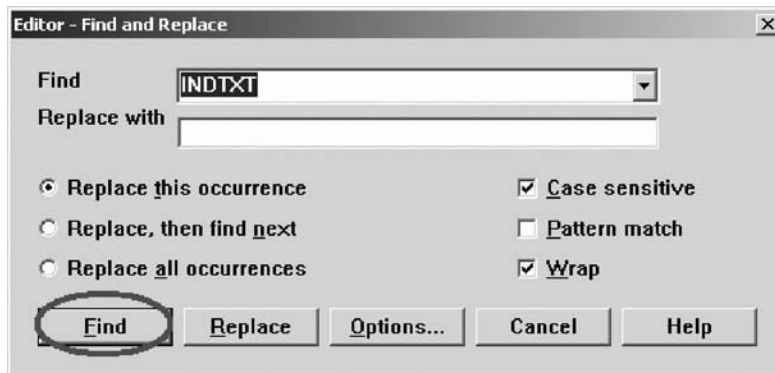 Editor - Find and Replace
Find INDTXT
Replace with
Replace this occurrence Case sensitive
Replace, then find next Pattern match
Replace all occurrences Wrap
Find Replace Options... Cancel Help